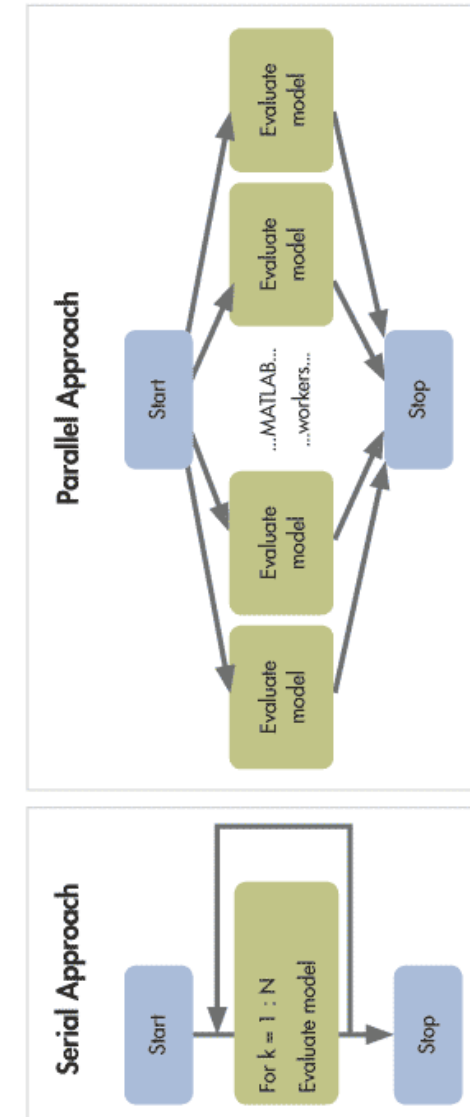 Serial Approach
Start
For k = 1 : N
Evaluate model
Stop
Parallel Approach
Start
Evaluate
model
Evaluate
model
...MATLAB...
...workers...
Evaluate
model
Evaluate
model
Stop